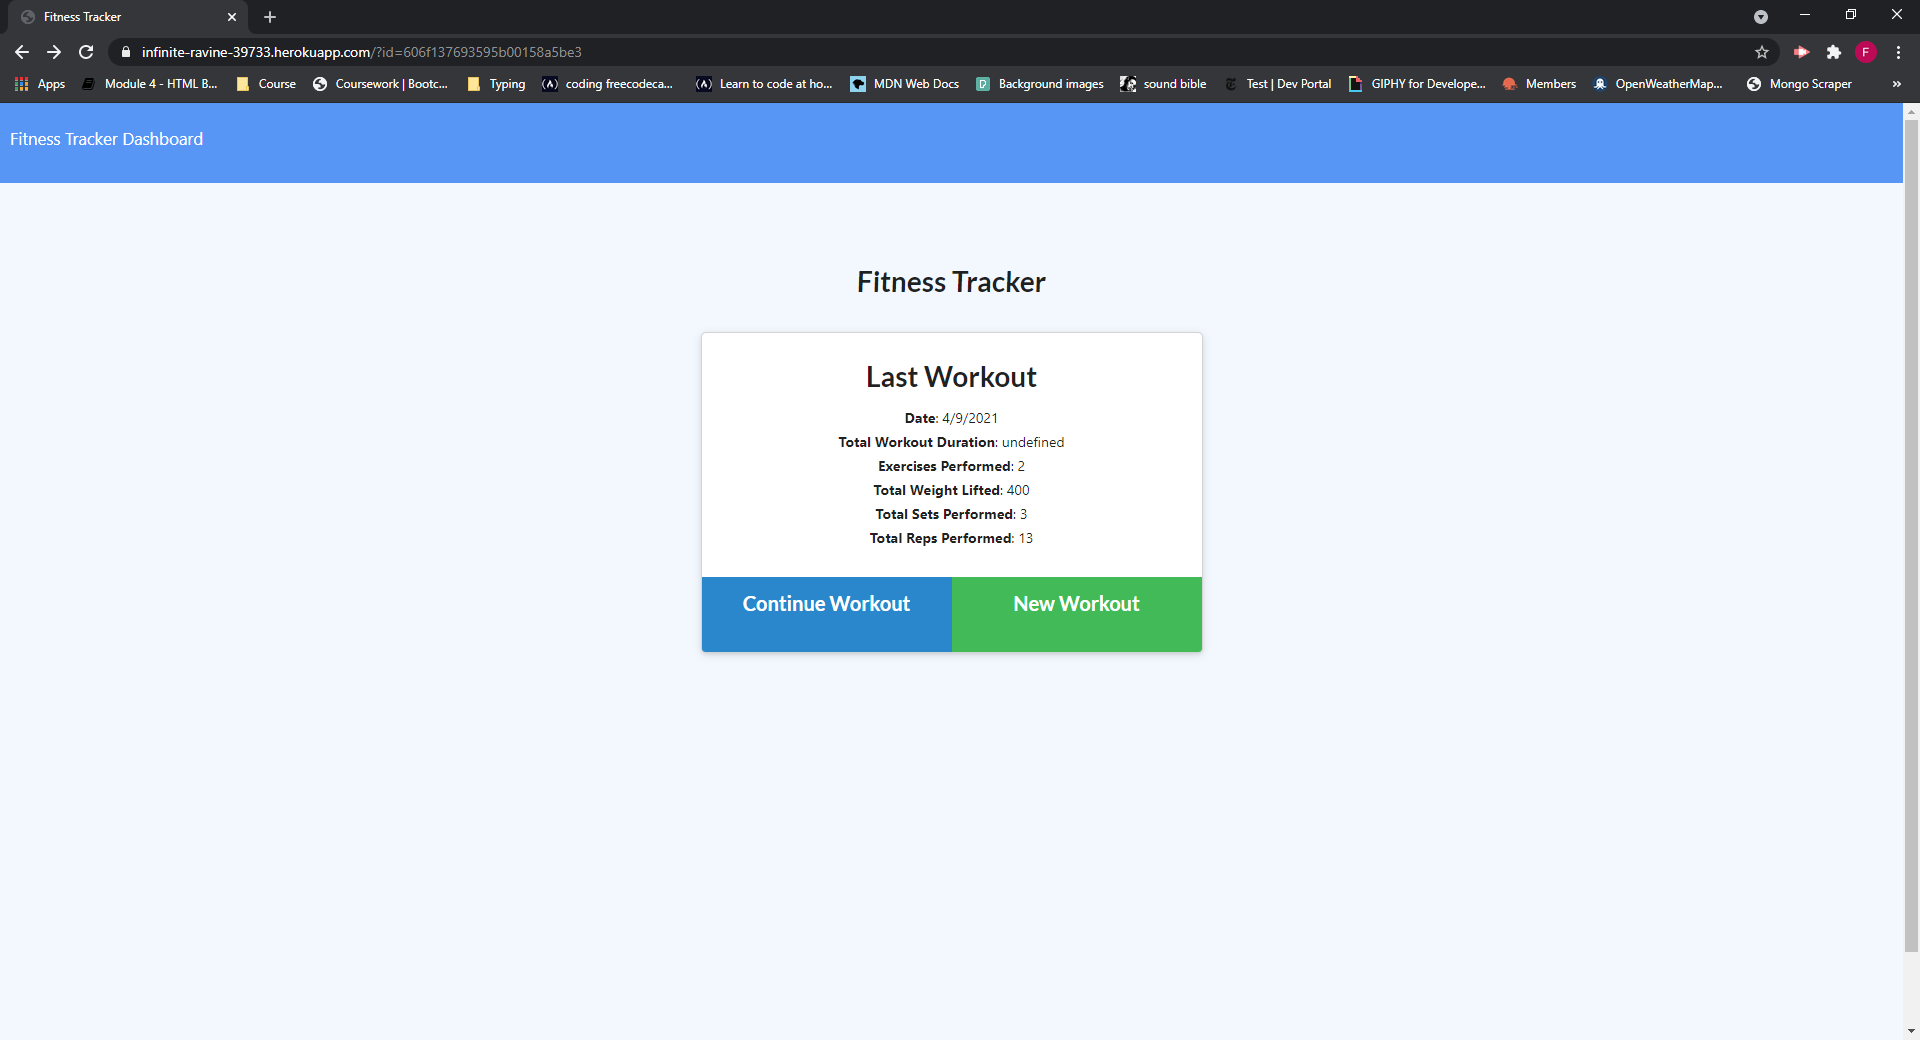 Fitness Tracker
infinite-ravine-39733.herokuapp.com/?id=606f137693595b00158a5be3
F
Apps Module 4 - HTML B... Course Coursework | Bootc... Typing coding freecodeca... Learn to code at ho... MDN Web Docs Background images sound bible Test | Dev Portal GIPHY for Develope... Members OpenWeatherMap... Mongo Scraper »
Fitness Tracker Dashboard
Fitness Tracker
Last Workout
Date: 4/9/2021
Total Workout Duration: undefined
Exercises Performed: 2
Total Weight Lifted: 400
Total Sets Performed: 3
Total Reps Performed: 13
Continue Workout New Workout